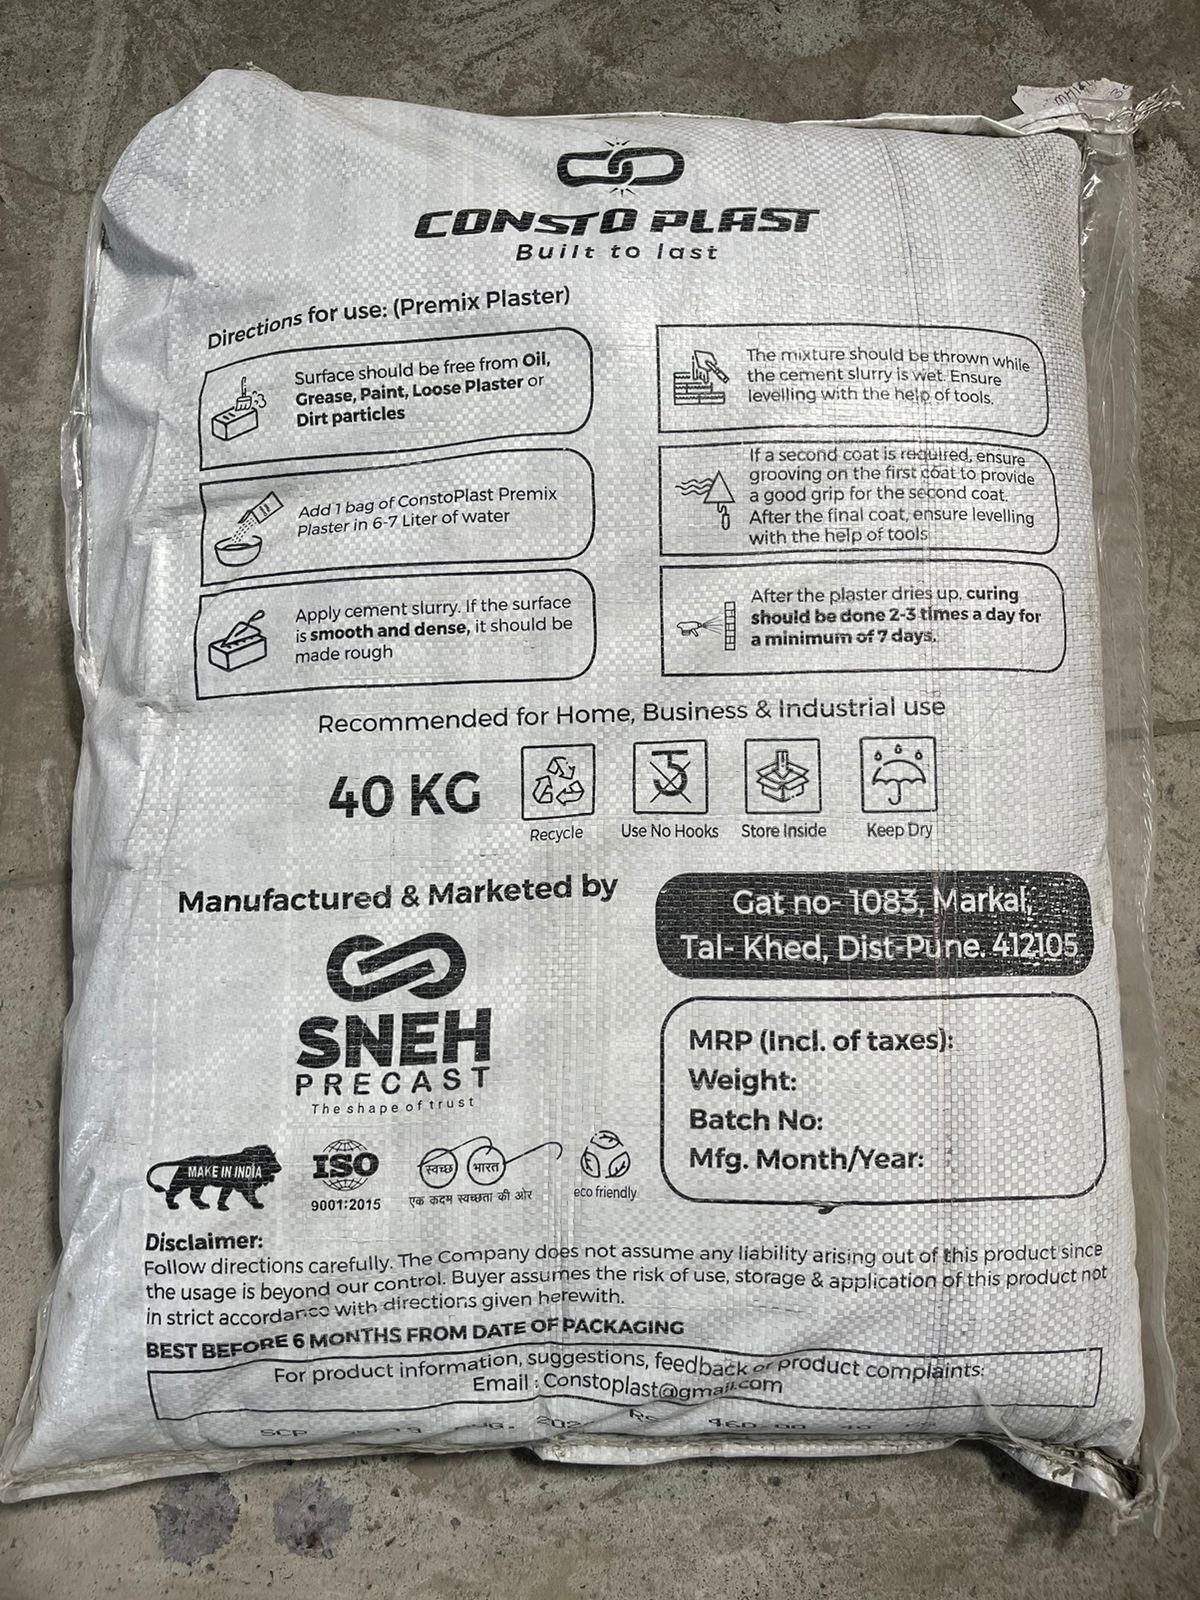 CONSTO PLAST
Built to last
Directions for use: (Premix Plaster)
Surface should be free from Oil,
Grease, Paint, Loose Plaster or
Dirt particles
Add 1 bag of ConstoPlast Premix
Plaster in 6-7 Liter of water
Apply cement slurry. If the surface
is smooth and dense, it should be
made rough
The mixture should be thrown while
the cement slurry is wet. Ensure
levelling with the help of tools.
If a second coat is required, ensure
grooving on the first coat to provide
a good grip for the second coat.
After the final coat, ensure levelling
with the help of tools
After the plaster dries up, curing
should be done 2-3 times a day for
a minimum of 7 days.
Recommended for Home, Business & Industrial use
40 KG
Recycle
Use No Hooks
Store Inside
Keep Dry
Manufactured & Marketed by
SNEH
PRECAST
The shape of trust
Gat no- 1083, Markal,
Tal- Khed, Dist-Pune. 412105
MRP (Incl. of taxes):
Weight:
Batch No:
Mfg. Month/Year:
MAKE IN INDIA
ISO
9001:2015
स्वच्छ भारत
एक कदम स्वच्छता की ओर
eco friendly
Disclaimer:
Follow directions carefully. The Company does not assume any liability arising out of this product since
the usage is beyond our control. Buyer assumes the risk of use, storage & application of this product not
in strict accordance with directions given herewith.
BEST BEFORE 6 MONTHS FROM DATE OF PACKAGING
For product information, suggestions, feedback or product complaints:
Email : Constoplast@gmail.com
SCP